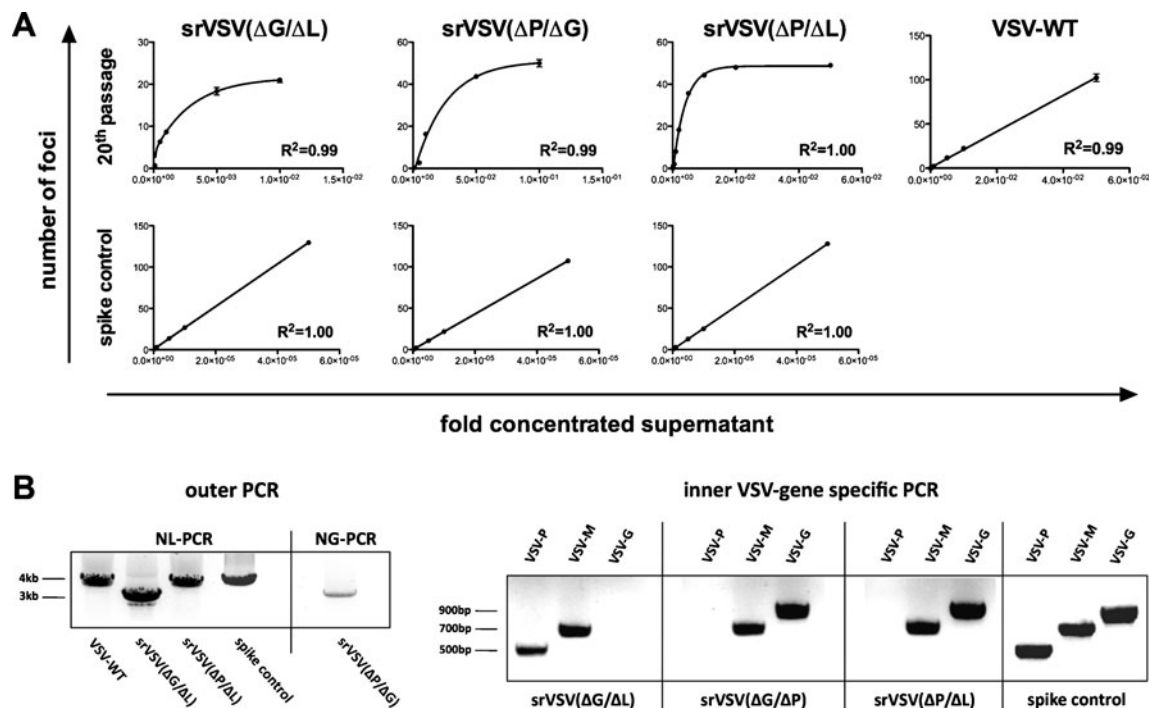 A
srVSV(ΔG/ΔL)
srVSV(ΔP/ΔG)
srVSV(ΔP/ΔL)
VSV-WT
number of foci
20th passage
30
20
10
0
0.0×10+00
5.0×10-03
1.0×10-02
1.5×10-02
R2=0.99
60
40
20
0
0.0×10+00
5.0×10-02
1.0×10-01
1.5×10-01
R2=0.99
60
40
20
0
0.0×10+00
2.0×10-02
4.0×10-02
6.0×10-02
R2=1.00
150
100
50
0
0.0×10+00
2.0×10-02
4.0×10-02
6.0×10-02
R2=0.99
spike control
150
100
50
0
0.0×10+00
2.0×10-05
4.0×10-05
6.0×10-05
R2=1.00
150
100
50
0
0.0×10+00
2.0×10-05
4.0×10-05
6.0×10-05
R2=1.00
150
100
50
0
0.0×10+00
2.0×10-05
4.0×10-05
6.0×10-05
R2=1.00
fold concentrated supernatant
B
outer PCR
NL-PCR
NG-PCR
4kb
3kb
VSV-WT
srVSV(ΔG/ΔL)
srVSV(ΔP/ΔL)
spike control
srVSV(ΔP/ΔG)
inner VSV-gene specific PCR
VSV-P
VSV-M
VSV-G
VSV-P
VSV-M
VSV-G
VSV-P
VSV-M
VSV-G
VSV-P
VSV-M
VSV-G
900bp
700bp
500bp
srVSV(ΔG/ΔL)
srVSV(ΔG/ΔP)
srVSV(ΔP/ΔL)
spike control